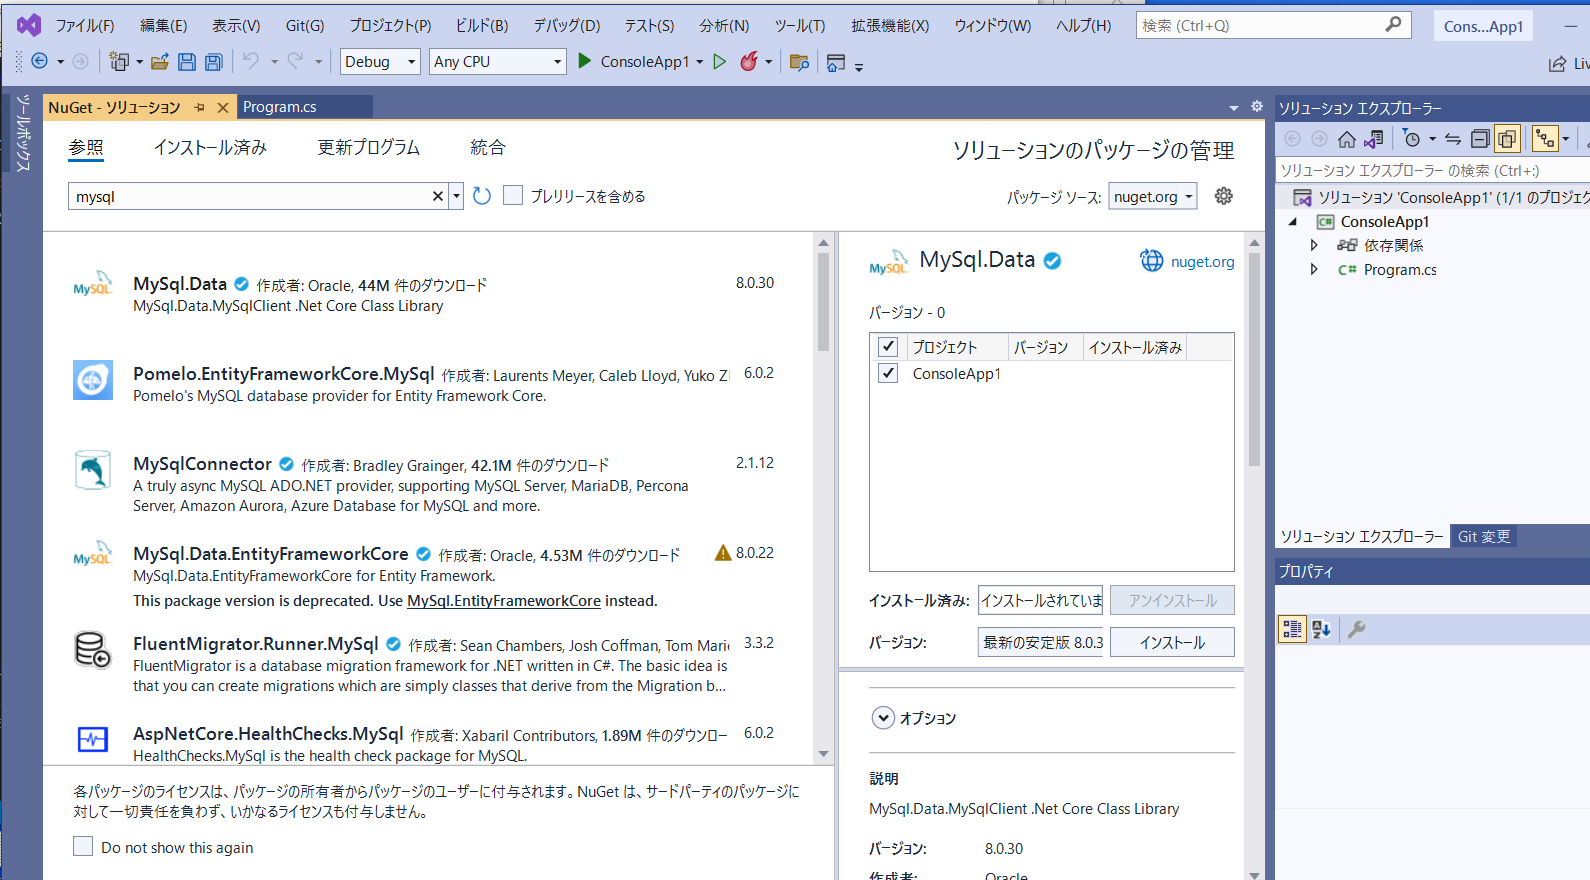 ファイル(F) 編集(E) 表示(V) Git(G) プロジェクト(P) ビルド(B) デバッグ(D) テスト(S) 分析(N) ツール(T) 拡張機能(X) ウィンドウ(W) ヘルプ(H) 検索 (Ctrl+Q) Cons...App1
Debug Any CPU ConsoleApp1 Liv
ツールボックス
NuGet - ソリューション Program.cs
参照 インストール済み 更新プログラム 統合
ソリューションのパッケージの管理
mysql プレリリースを含める
パッケージ ソース: nuget.org
MySql.Data 作成者: Oracle, 44M 件のダウンロード 8.0.30
MySql.Data.MySqlClient .Net Core Class Library
Pomelo.EntityFrameworkCore.MySql 作成者: Laurents Meyer, Caleb Lloyd, Yuko 6.0.2
Pomelo's MySQL database provider for Entity Framework Core.
MySqlConnector 作成者: Bradley Grainger, 42.1M 件のダウンロード 2.1.12
A truly async MySQL ADO.NET provider, supporting MySQL Server, MariaDB, Percona
Server, Amazon Aurora, Azure Database for MySQL and more.
MySql.Data.EntityFrameworkCore 作成者: Oracle, 4.53M 件のダウンロード 8.0.22
MySql.Data.EntityFrameworkCore for Entity Framework.
This package version is deprecated. Use MySql.EntityFrameworkCore instead.
FluentMigrator.Runner.MySql 作成者: Sean Chambers, Josh Coffman, Tom Marie 3.3.2
FluentMigrator is a database migration framework for .NET written in C#. The basic idea is
that you can create migrations which are simply classes that derive from the Migration b...
AspNetCore.HealthChecks.MySql 作成者: Xabaril Contributors, 1.89M 件のダウンロー 6.0.2
HealthChecks.MySql is the health check package for MySQL.
各パッケージのライセンスは、パッケージの所有者からパッケージのユーザーに付与されます。NuGet は、サードパーティのパッケージに
対して一切責任を負わず、いかなるライセンスも付与しません。
Do not show this again
MySQL MySql.Data nuget.org
バージョン - 0
プロジェクト バージョン インストール済み
ConsoleApp1
インストール済み: インストールされていま アンインストール
バージョン: 最新の安定版 8.0.3 インストール
オプション
説明
MySql.Data.MySqlClient .Net Core Class Library
バージョン: 8.0.30
作成者: Oracle
ソリューション エクスプローラー
ソリューション エクスプローラー の検索 (Ctrl+:)
ソリューション 'ConsoleApp1' (1/1 のプロジェク
ConsoleApp1
依存関係
C# Program.cs
ソリューション エクスプローラー Git 変更
プロパティ